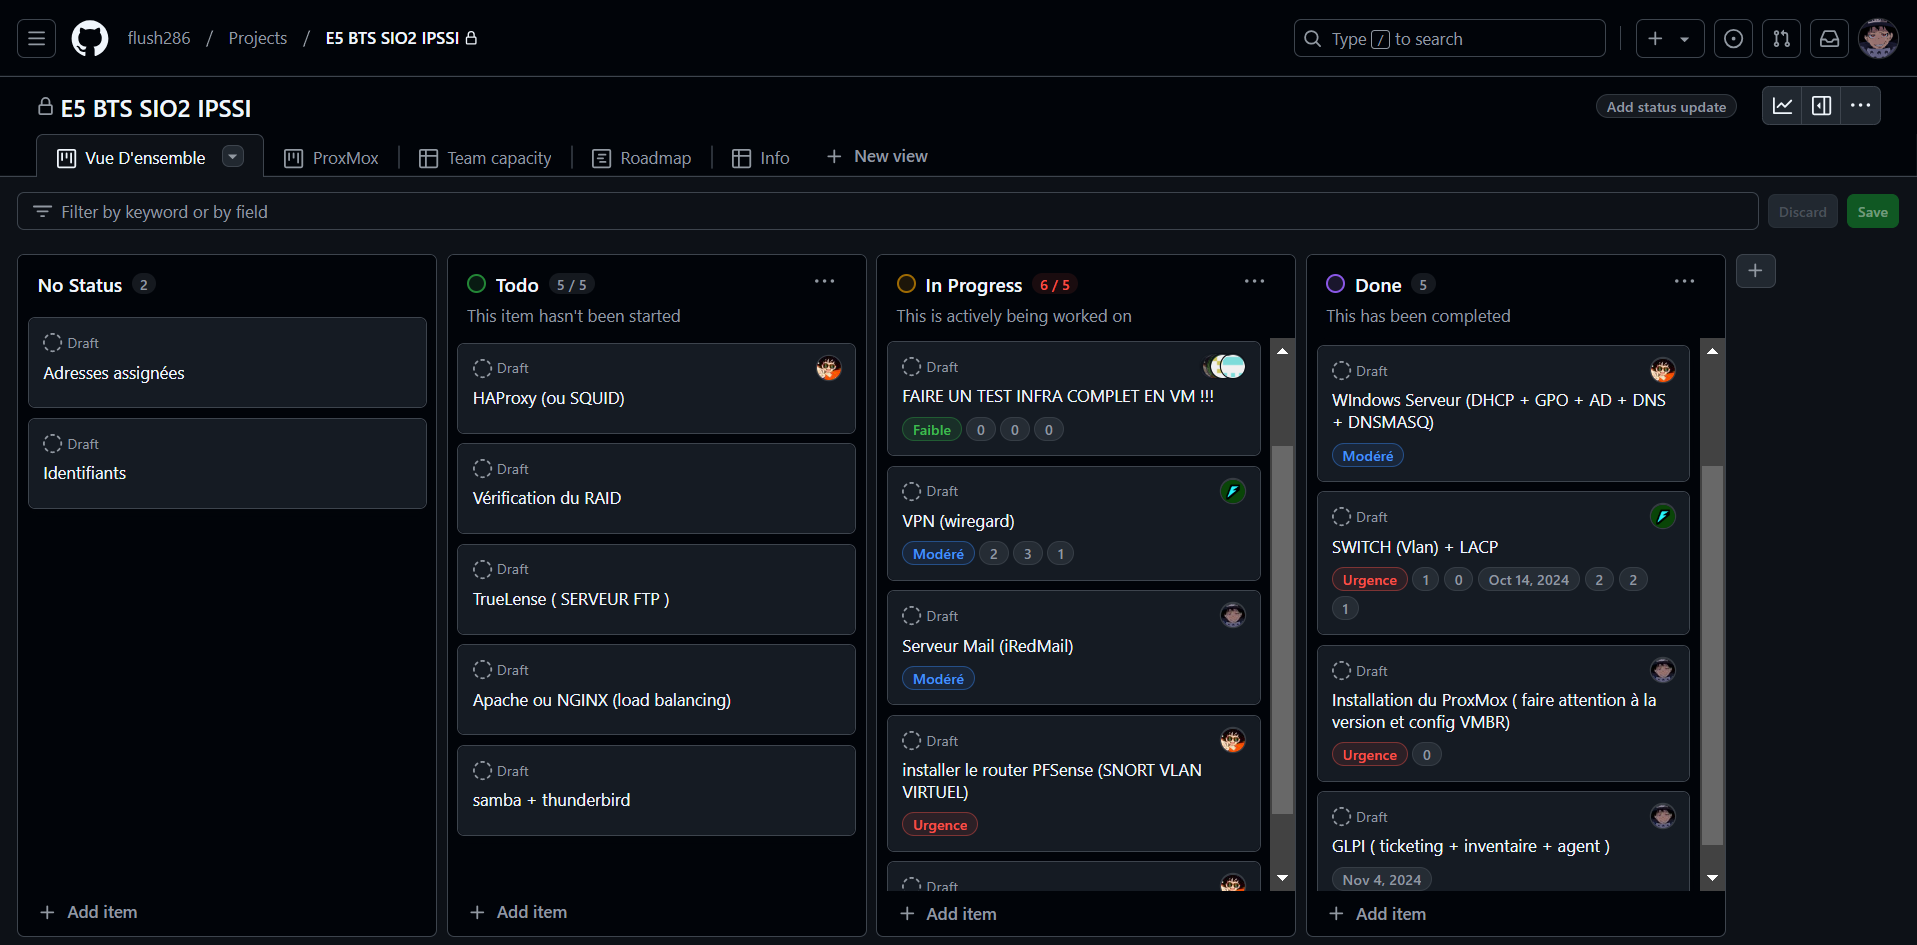 flush286 / Projects / E5 BTS SIO2 IPSSI
Type / to search
E5 BTS SIO2 IPSSI
Add status update
Vue D'ensemble
ProxMox
Team capacity
Roadmap
Info
New view
Filter by keyword or by field
Discard
Save
No Status 2
Draft
Adresses assignées
Draft
Identifiants
Add item
Todo 5 / 5
This item hasn't been started
Draft
HAProxy (ou SQUID)
Draft
Vérification du RAID
Draft
TrueLense ( SERVEUR FTP )
Draft
Apache ou NGINX (load balancing)
Draft
samba + thunderbird
Add item
In Progress 6 / 5
This is actively being worked on
Draft
FAIRE UN TEST INFRA COMPLET EN VM !!!
Faible 0 0 0
Draft
VPN (wiregard)
Modéré 2 3 1
Draft
Serveur Mail (iRedMail)
Modéré
Draft
installer le router PFSense (SNORT VLAN
VIRTUEL)
Urgence
Draft
Add item
Done 5
This has been completed
Draft
WIndows Serveur (DHCP + GPO + AD + DNS
+ DNSMASQ)
Modéré
Draft
SWITCH (Vlan) + LACP
Urgence 1 0 Oct 14, 2024 2 2
1
Draft
Installation du ProxMox ( faire attention à la
version et config VMBR)
Urgence 0
Draft
GLPI ( ticketing + inventaire + agent )
Nov 4, 2024
Add item